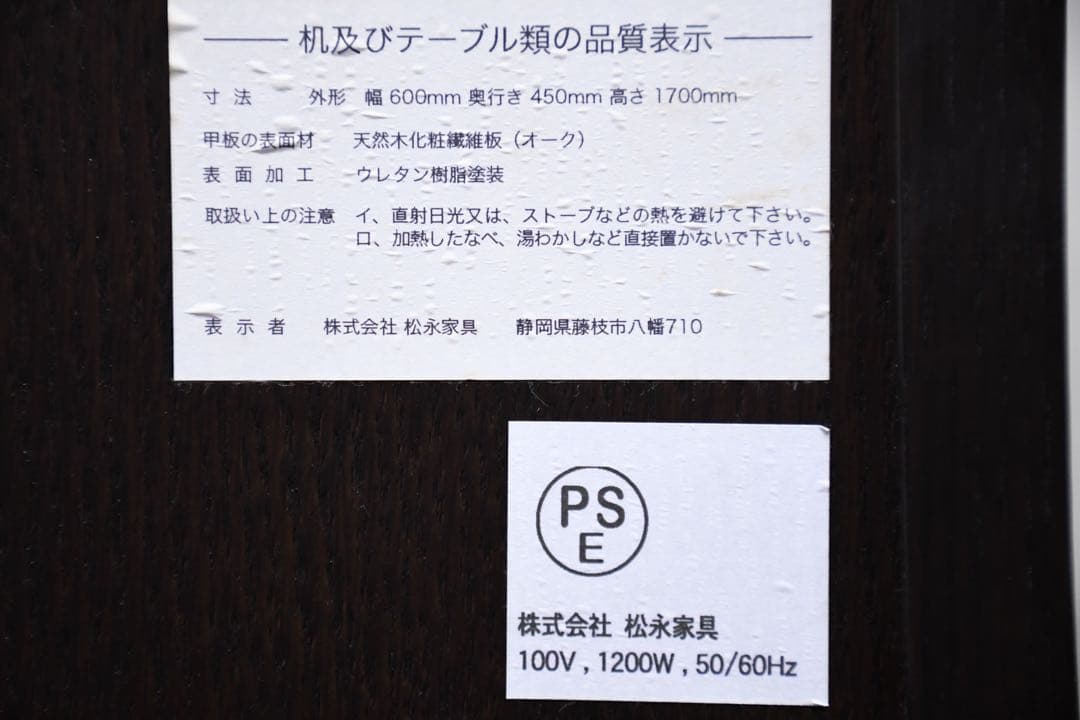 机及びテーブル類の品質表示
寸法 外形 幅 600mm 奥行き 450mm 高さ 1700mm
甲板の表面材 天然木化粧繊維板（オーク）
表面加工 ウレタン樹脂塗装
取扱い上の注意 イ、直射日光又は、ストーブなどの熱を避けて下さい。
ロ、加熱したなべ、湯わかしなど直接置かないで下さい。
表示者 株式会社 松永家具 静岡県藤枝市八幡710
PS
E
株式会社 松永家具
100V , 1200W , 50/60Hz